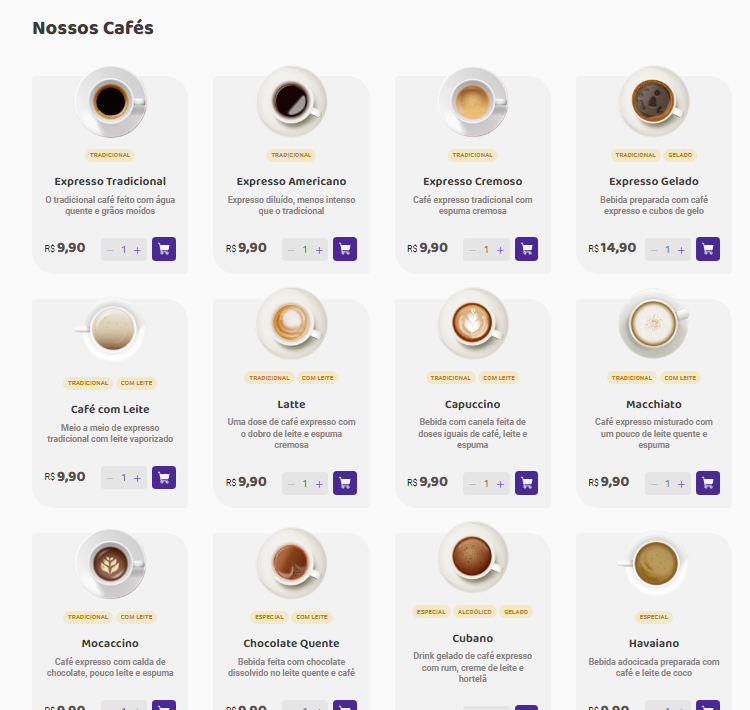 Nossos Cafés
TRADICIONAL
Expresso Tradicional
O tradicional café feito com água
quente e grãos moídos
R$ 9,90 − 1 +
TRADICIONAL
Expresso Americano
Expresso diluído, menos intenso
que o tradicional
R$ 9,90 − 1 +
TRADICIONAL
Expresso Cremoso
Café expresso tradicional com
espuma cremosa
R$ 9,90 − 1 +
TRADICIONAL GELADO
Expresso Gelado
Bebida preparada com café
expresso e cubos de gelo
R$ 14,90 − 1 +
TRADICIONAL COM LEITE
Café com Leite
Meio a meio de expresso
tradicional com leite vaporizado
R$ 9,90 − 1 +
TRADICIONAL COM LEITE
Latte
Uma dose de café expresso com
o dobro de leite e espuma
cremosa
R$ 9,90 − 1 +
TRADICIONAL COM LEITE
Capuccino
Bebida com canela feita de
doses iguais de café, leite e
espuma
R$ 9,90 − 1 +
TRADICIONAL COM LEITE
Macchiato
Café expresso misturado com
um pouco de leite quente e
espuma
R$ 9,90 − 1 +
TRADICIONAL COM LEITE
Mocaccino
Café expresso com calda de
chocolate, pouco leite e espuma
R$ 9,90
ESPECIAL COM LEITE
Chocolate Quente
Bebida feita com chocolate
dissolvido no leite quente e café
R$ 9,90
ESPECIAL ALCOÓLICO GELADO
Cubano
Drink gelado de café expresso
com rum, creme de leite e
hortelã
ESPECIAL
Havaiano
Bebida adocicada preparada com
café e leite de coco
R$ 9,90